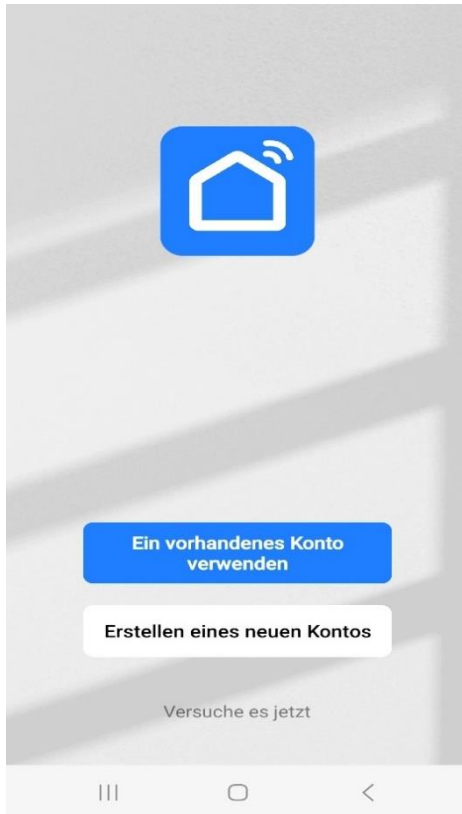 Ein vorhandenes Konto
verwenden
Erstellen eines neuen Kontos
Versuche es jetzt